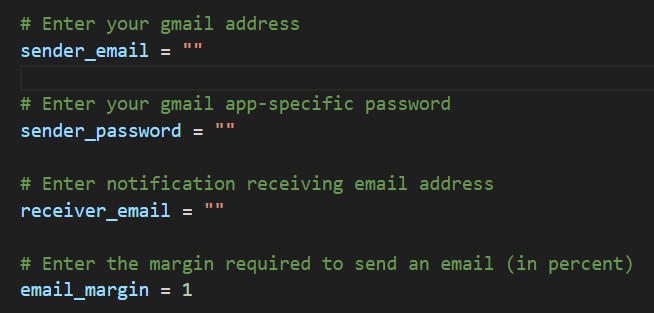 # Enter your gmail address
sender_email = ""
# Enter your gmail app-specific password
sender_password = ""
# Enter notification receiving email address
receiver_email = ""
# Enter the margin required to send an email (in percent)
email_margin = 1